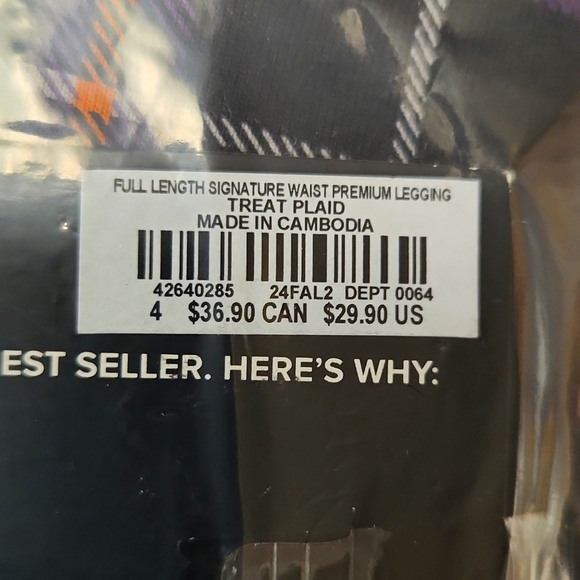 FULL LENGTH SIGNATURE WAIST PREMIUM LEGGING
TREAT PLAID
MADE IN CAMBODIA
42640285 24FAL2 DEPT 0064
4 $36.90 CAN $29.90 US
EST SELLER. HERE'S WHY: